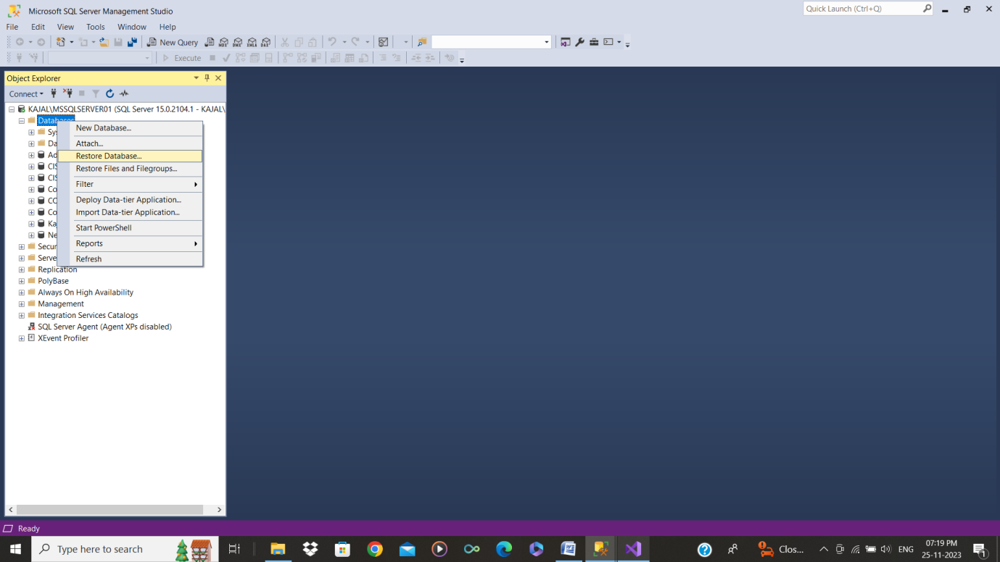 Microsoft SQL Server Management Studio
Quick Launch (Ctrl+Q)
File Edit View Tools Window Help
New Query MDX DMX XMLA DAX
Execute
Object Explorer
Connect
KAJAL\MSSQLSERVER01 (SQL Server 15.0.2104.1 - KAJAL\
Databases
New Database...
Sys
Attach...
Da
Restore Database...
Ad
Restore Files and Filegroups...
CIS
CIS
Filter
Co
Deploy Data-tier Application...
CO
Import Data-tier Application...
Co
Start PowerShell
Ka
Ne
Reports
Secur
Serve
Refresh
Replication
PolyBase
Always On High Availability
Management
Integration Services Catalogs
SQL Server Agent (Agent XPs disabled)
XEvent Profiler
Ready
Type here to search
Clos...
ENG
07:19 PM
25-11-2023
1